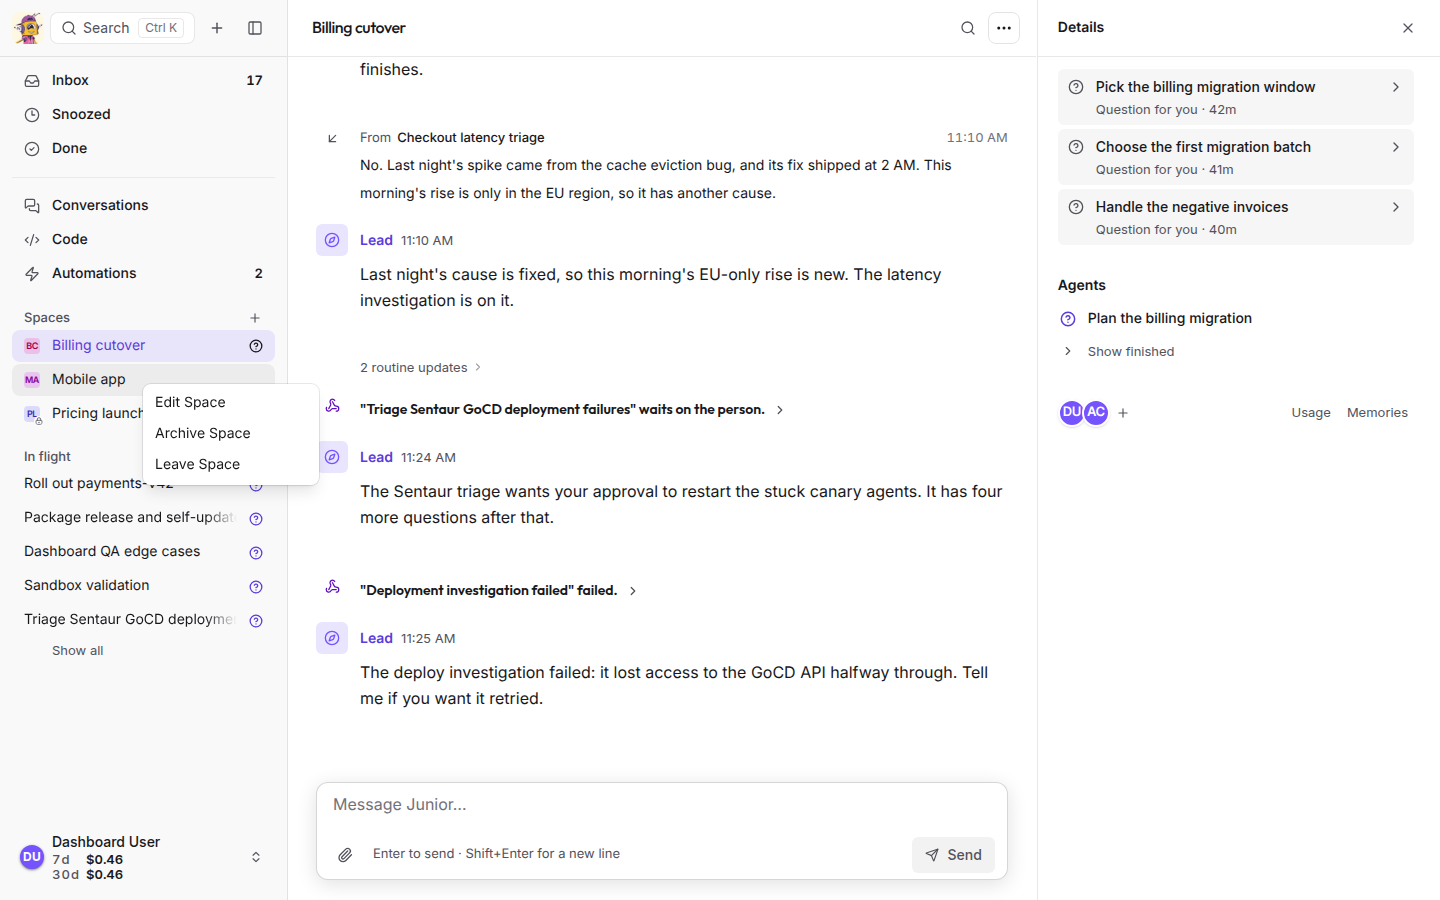 Search Ctrl K
Inbox 17
Snoozed
Done
Conversations
Code
Automations 2
Spaces
BC Billing cutover
MA Mobile app
PL Pricing launch
Edit Space
Archive Space
Leave Space
In flight
Roll out payments-v42
Package release and self-update
Dashboard QA edge cases
Sandbox validation
Triage Sentaur GoCD deployme
Show all
DU Dashboard User
7d $0.46
30d $0.46
Billing cutover
finishes.
From Checkout latency triage 11:10 AM
No. Last night's spike came from the cache eviction bug, and its fix shipped at 2 AM. This
morning's rise is only in the EU region, so it has another cause.
Lead 11:10 AM
Last night's cause is fixed, so this morning's EU-only rise is new. The latency
investigation is on it.
2 routine updates
"Triage Sentaur GoCD deployment failures" waits on the person.
Lead 11:24 AM
The Sentaur triage wants your approval to restart the stuck canary agents. It has four
more questions after that.
"Deployment investigation failed" failed.
Lead 11:25 AM
The deploy investigation failed: it lost access to the GoCD API halfway through. Tell
me if you want it retried.
Message Junior...
Enter to send · Shift+Enter for a new line
Send
Details
Pick the billing migration window
Question for you · 42m
Choose the first migration batch
Question for you · 41m
Handle the negative invoices
Question for you · 40m
Agents
Plan the billing migration
Show finished
DU AC Usage Memories